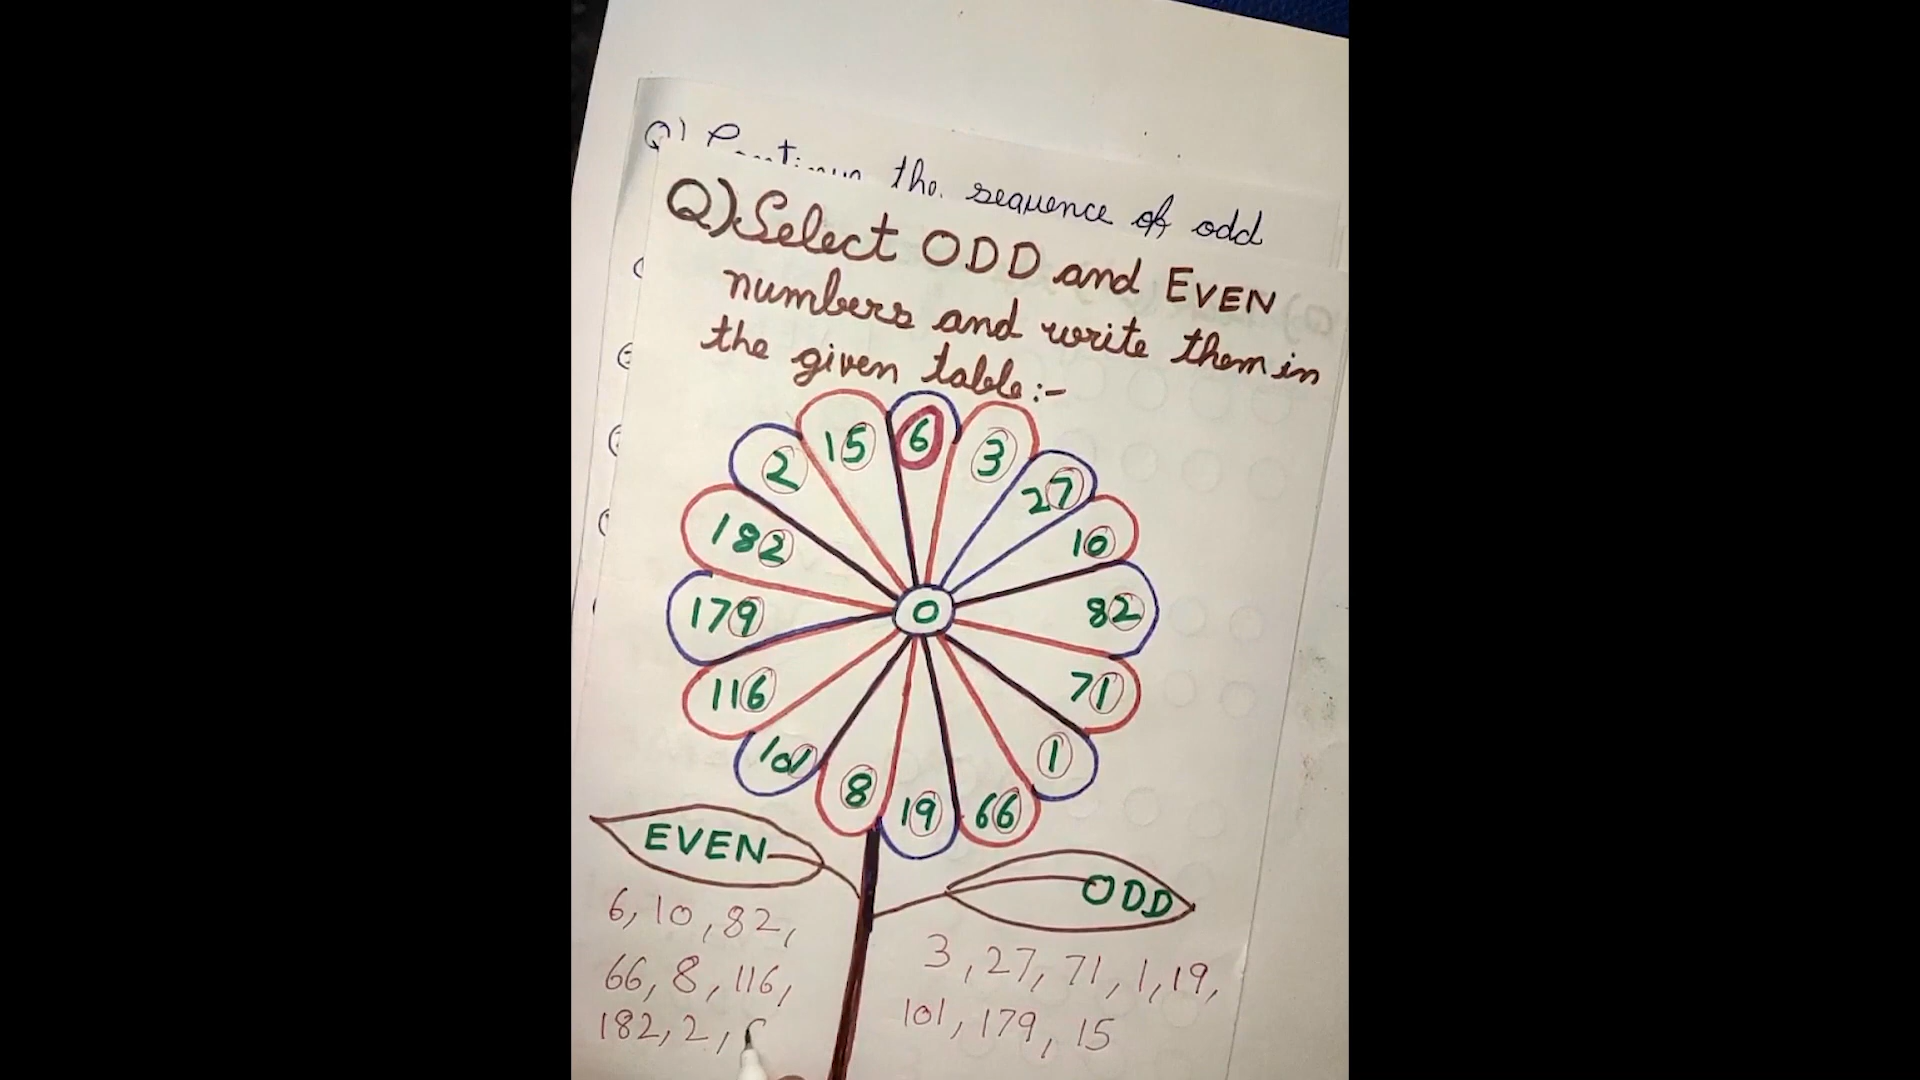 Q) Continue the sequence of odd
Q) Select ODD and EVEN
numbers and write them in
the given table:-
6
15
3
2
27
182
10
179
0
82
116
71
101
1
8
19
66
EVEN
ODD
6, 10, 82,
66, 8, 116,
182, 2,
3, 27, 71, 1, 19,
101, 179, 15